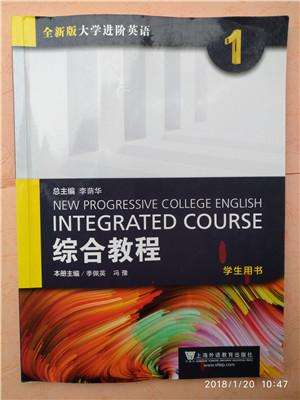 全新版大学进阶英语
1
总主编 李荫华
NEW PROGRESSIVE COLLEGE ENGLISH
INTEGRATED COURSE
综合教程
学生用书
本册主编/季佩英 冯豫
上海外语教育出版社
www.sflep.com
2018/1/20 10:47